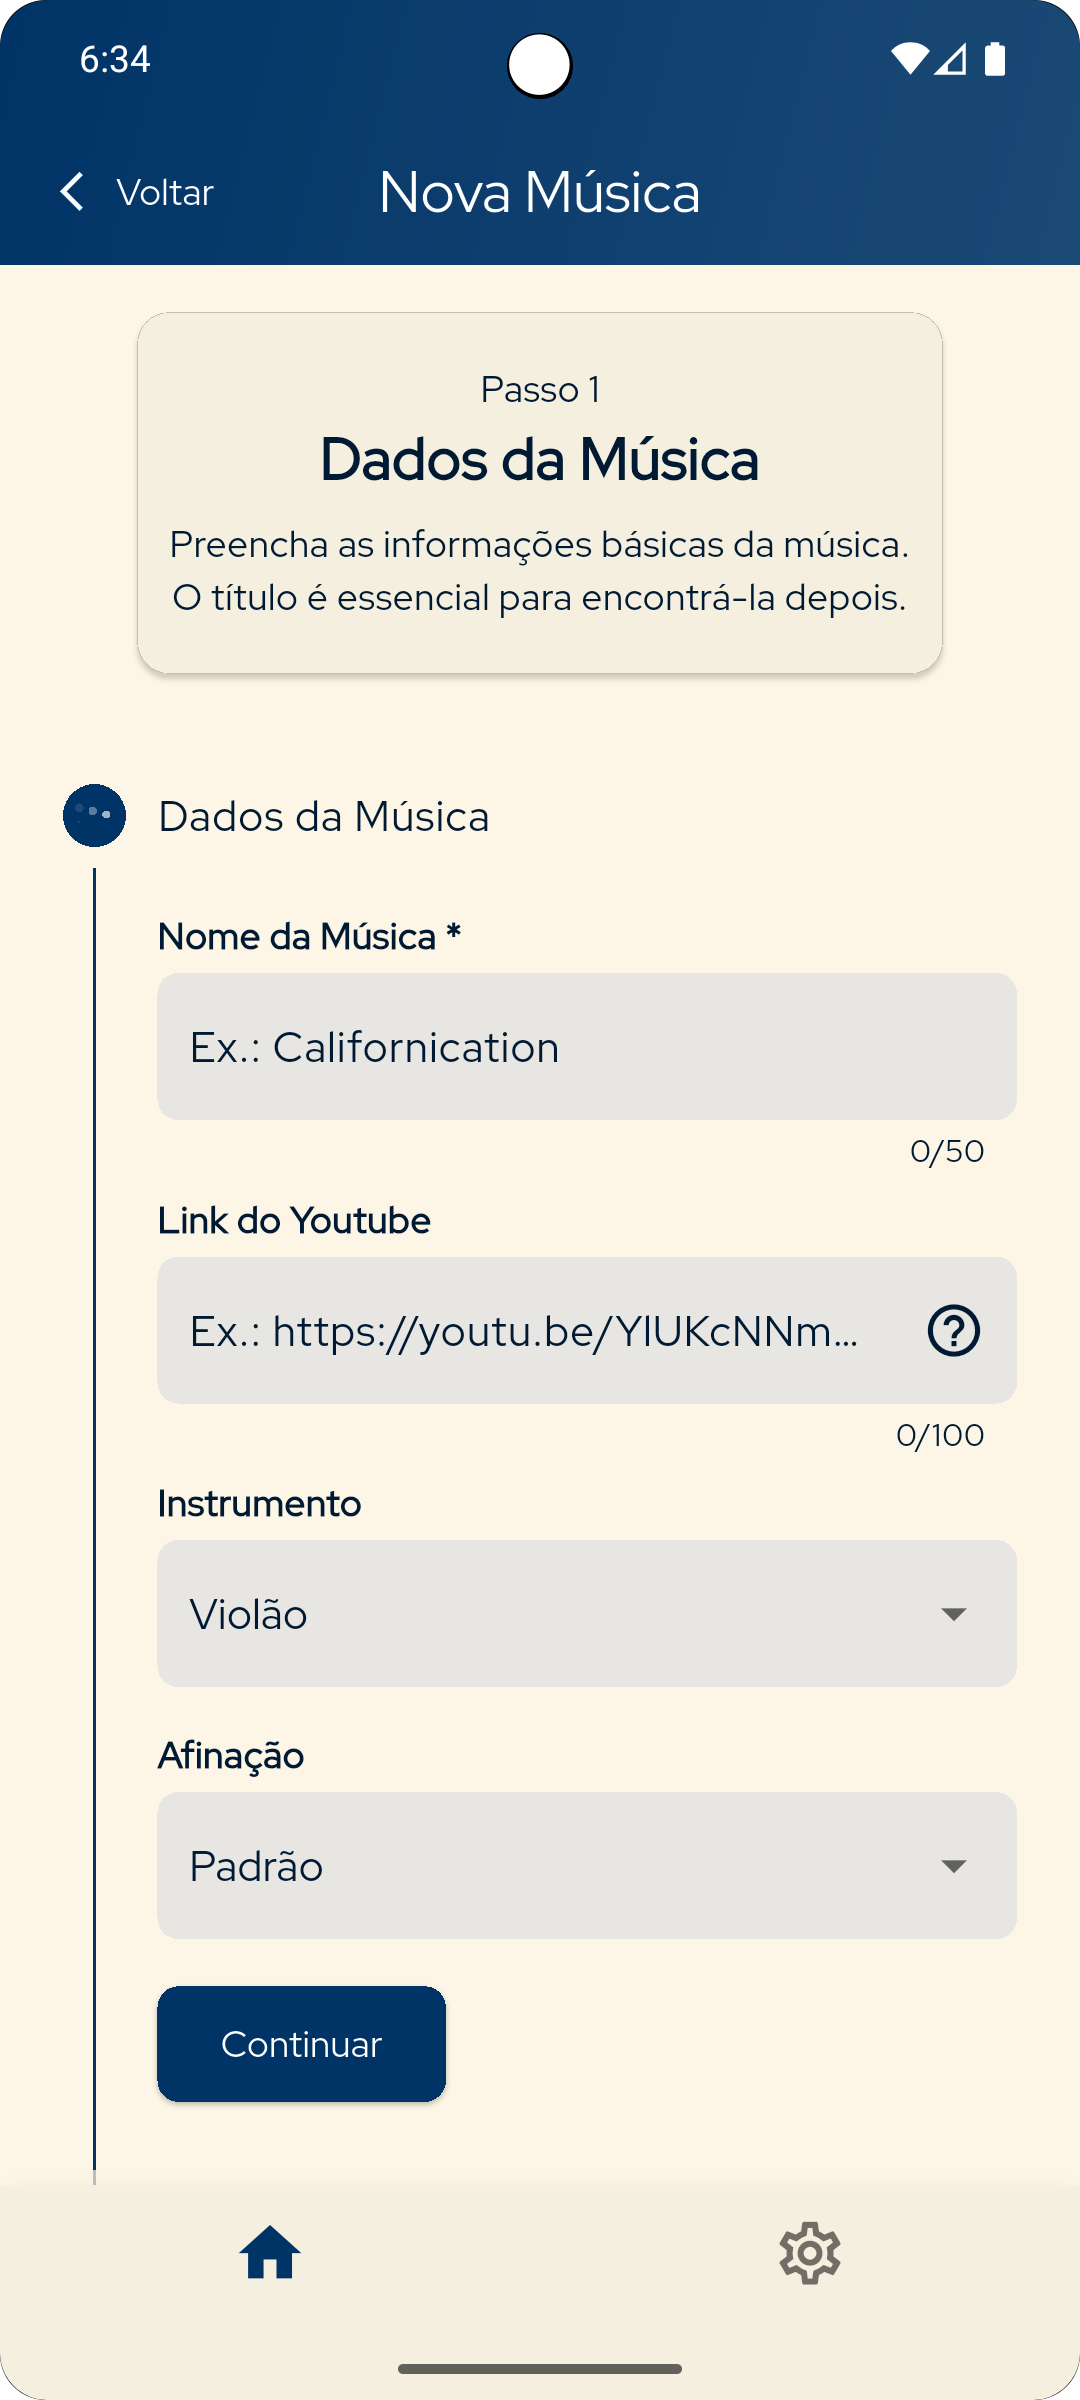 6:34
Voltar
Nova Música
Passo 1
Dados da Música
Preencha as informações básicas da música.
O título é essencial para encontrá-la depois.
Dados da Música
Nome da Música *
Ex.: Californication
0/50
Link do Youtube
Ex.: https://youtu.be/YlUKcNNm...
0/100
Instrumento
Violão
Afinação
Padrão
Continuar